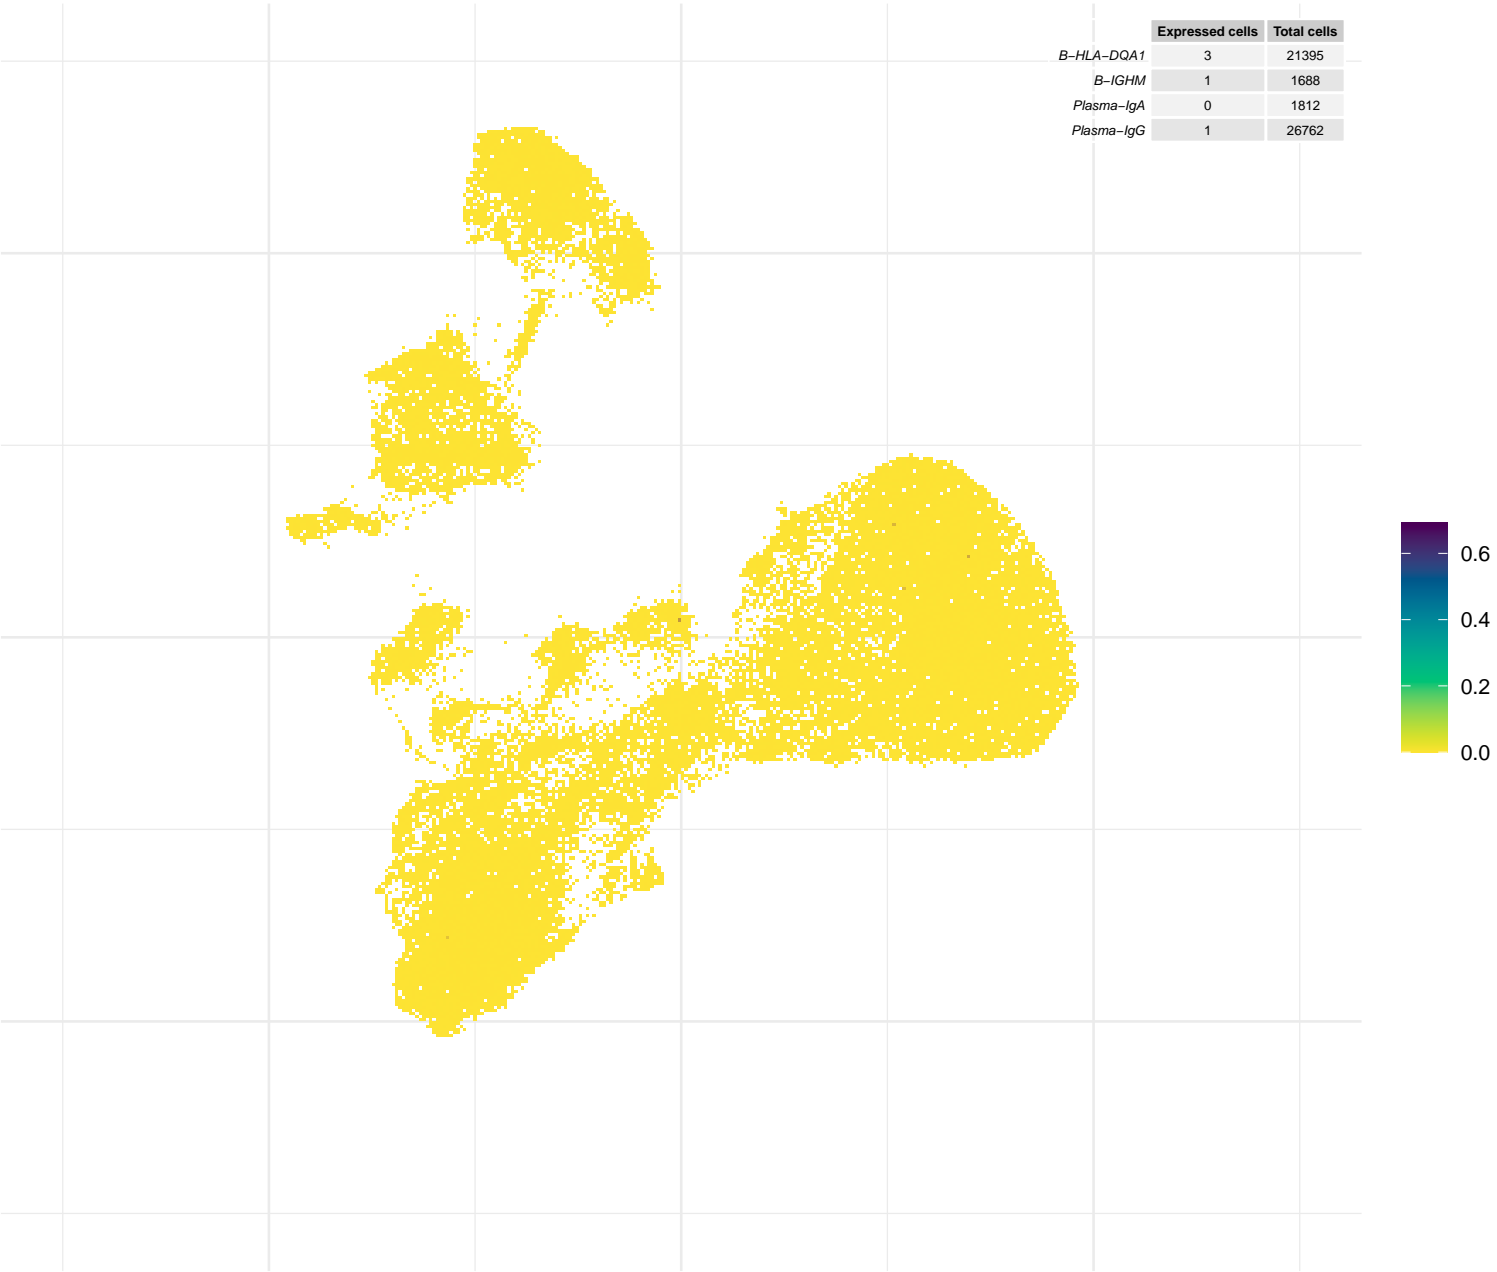 Expressed cells Total cells
B−HLA−DQA1 3 21395
B−IGHM 1 1688
Plasma−IgA 0 1812
Plasma−IgG 1 26762
0.6
0.4
0.2
0.0